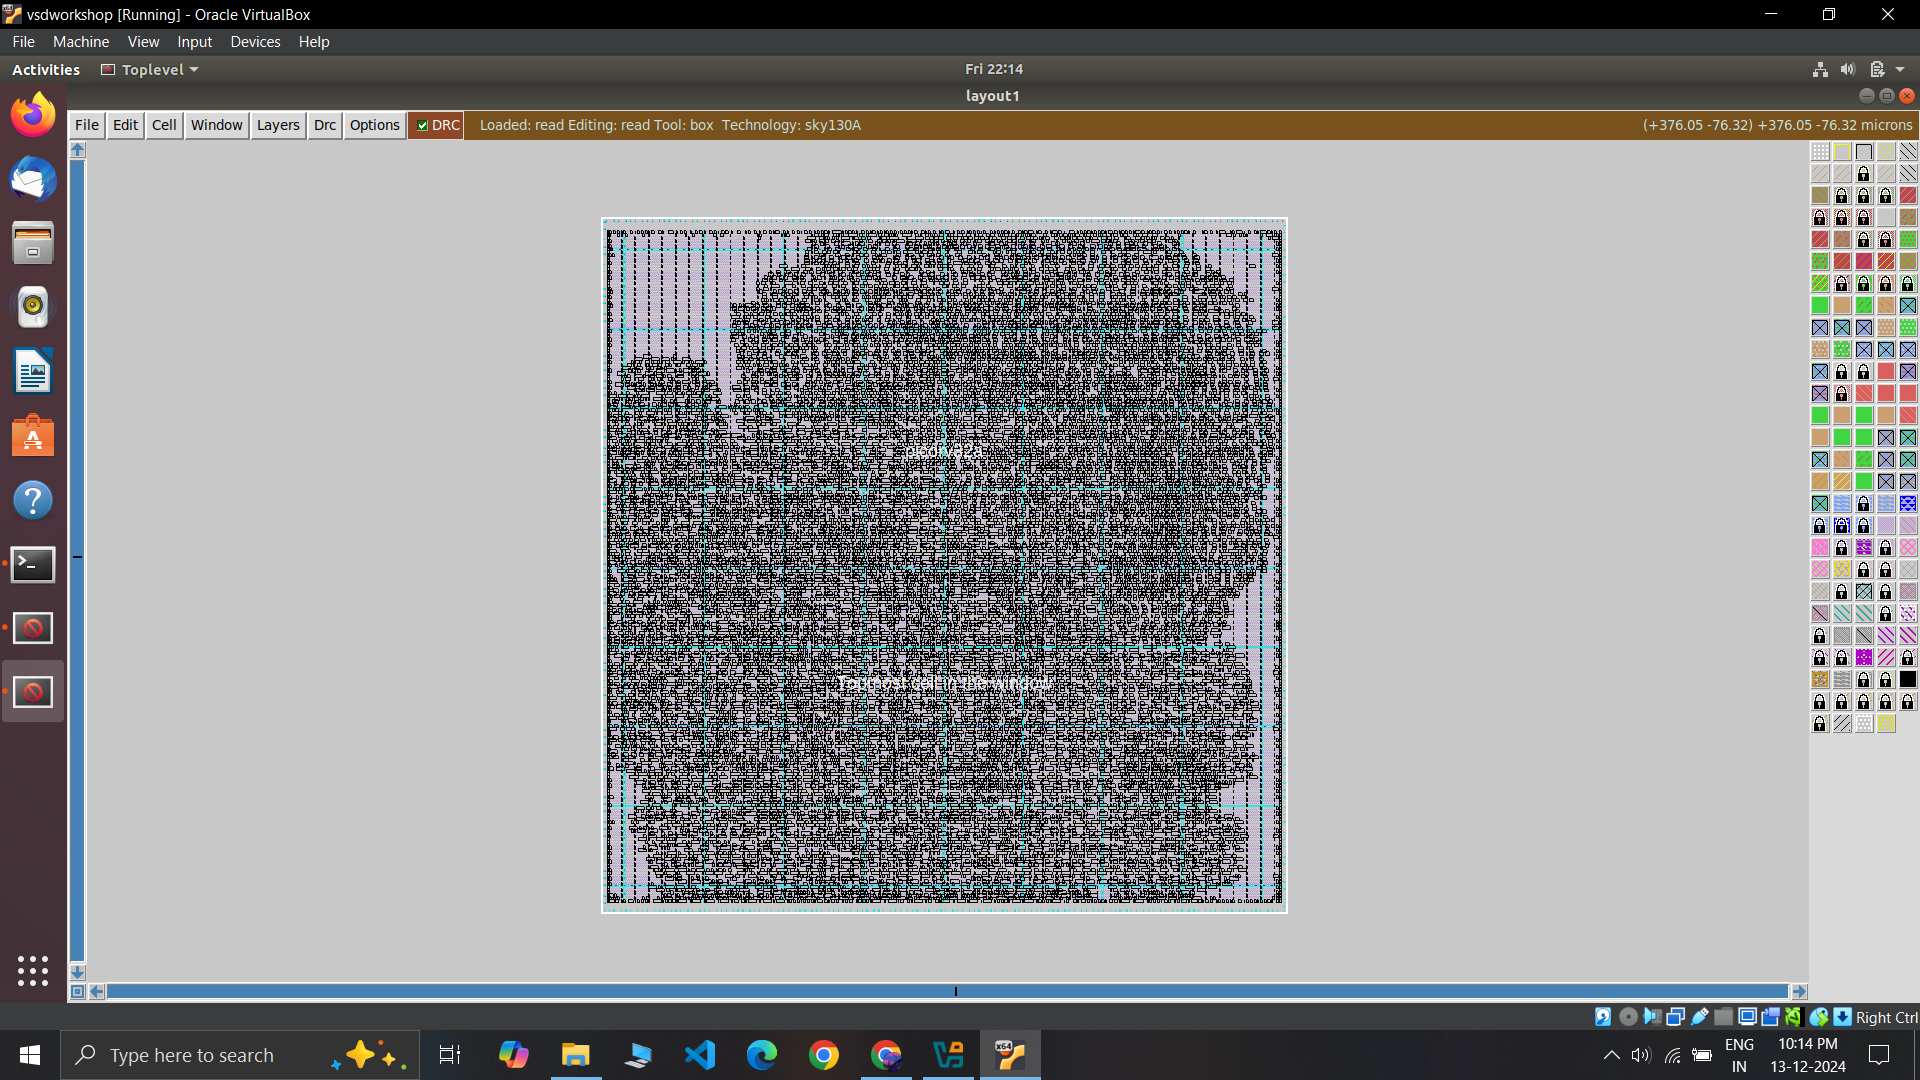 vsdworkshop [Running] - Oracle VirtualBox
File Machine View Input Devices Help
Activities Toplevel Fri 22:14
layout1
File Edit Cell Window Layers Drc Options DRC Loaded: read Editing: read Tool: box Technology: sky130A (+376.05 -76.32) +376.05 -76.32 microns
picorv32a
Topmost cell in the window
Right Ctrl
Type here to search
ENG
IN
10:14 PM
13-12-2024